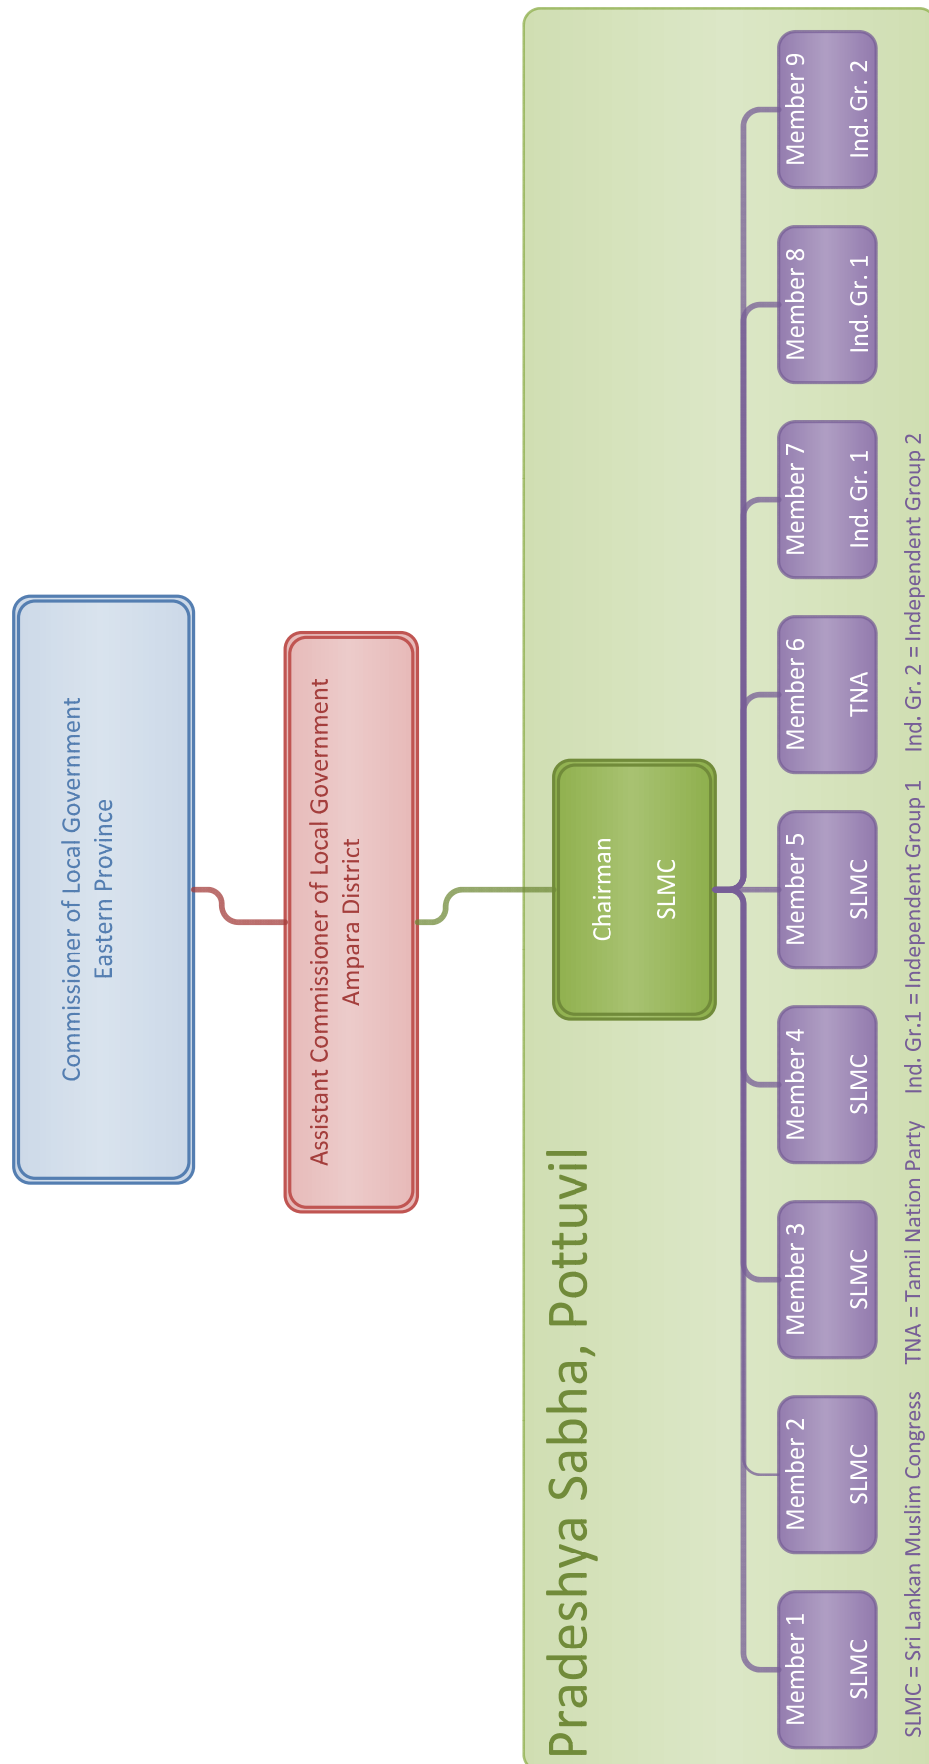 Commissioner of Local Government
Eastern Province
Assistant Commissioner of Local Government
Ampara District
Pradeshya Sabha, Pottuvil
Chairman
SLMC
Member 1
SLMC
Member 2
SLMC
Member 3
SLMC
Member 4
SLMC
Member 5
SLMC
Member 6
TNA
Member 7
Ind. Gr. 1
Member 8
Ind. Gr. 1
Member 9
Ind. Gr. 2
SLMC = Sri Lankan Muslim Congress TNA = Tamil Nation Party Ind. Gr.1 = Independent Group 1 Ind. Gr. 2 = Independent Group 2